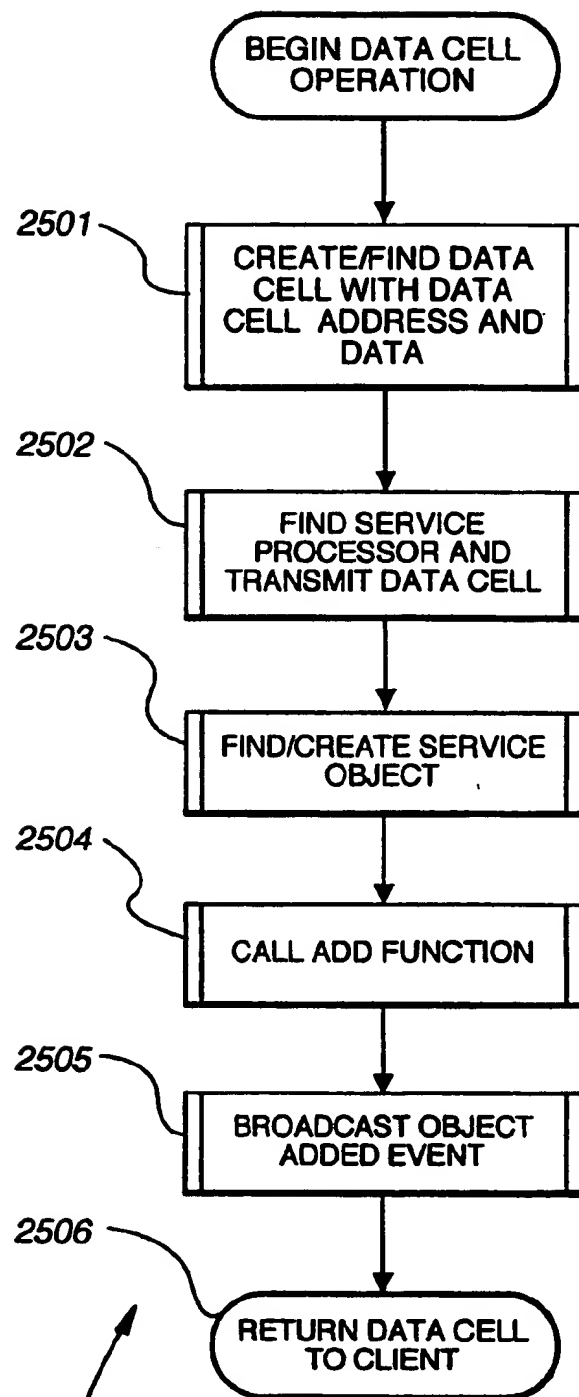 BEGIN DATA CELL
OPERATION
2501
CREATE/FIND DATA
CELL WITH DATA
CELL ADDRESS AND
DATA
2502
FIND SERVICE
PROCESSOR AND
TRANSMIT DATA CELL
2503
FIND/CREATE SERVICE
OBJECT
2504
CALL ADD FUNCTION
2505
BROADCAST OBJECT
ADDED EVENT
2506
RETURN DATA CELL
TO CLIENT